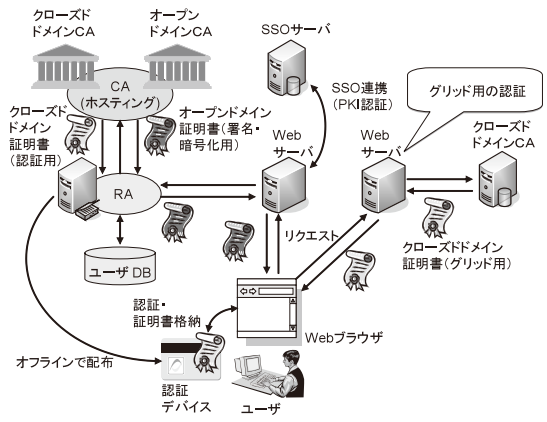 クローズド
ドメインCA
オープン
ドメインCA
SSOサーバ
CA
(ホスティング)
SSO連携
(PKI認証)
グリッド用の認証
クローズド
ドメイン
証明書
(認証用)
オープンドメイン
証明書(署名・
暗号化用)
Web
サーバ
Web
サーバ
クローズド
ドメインCA
RA
リクエスト
クローズドドメイン
証明書(グリッド用)
ユーザDB
認証・
証明書格納
Webブラウザ
オフラインで配布
認証
デバイス
ユーザ